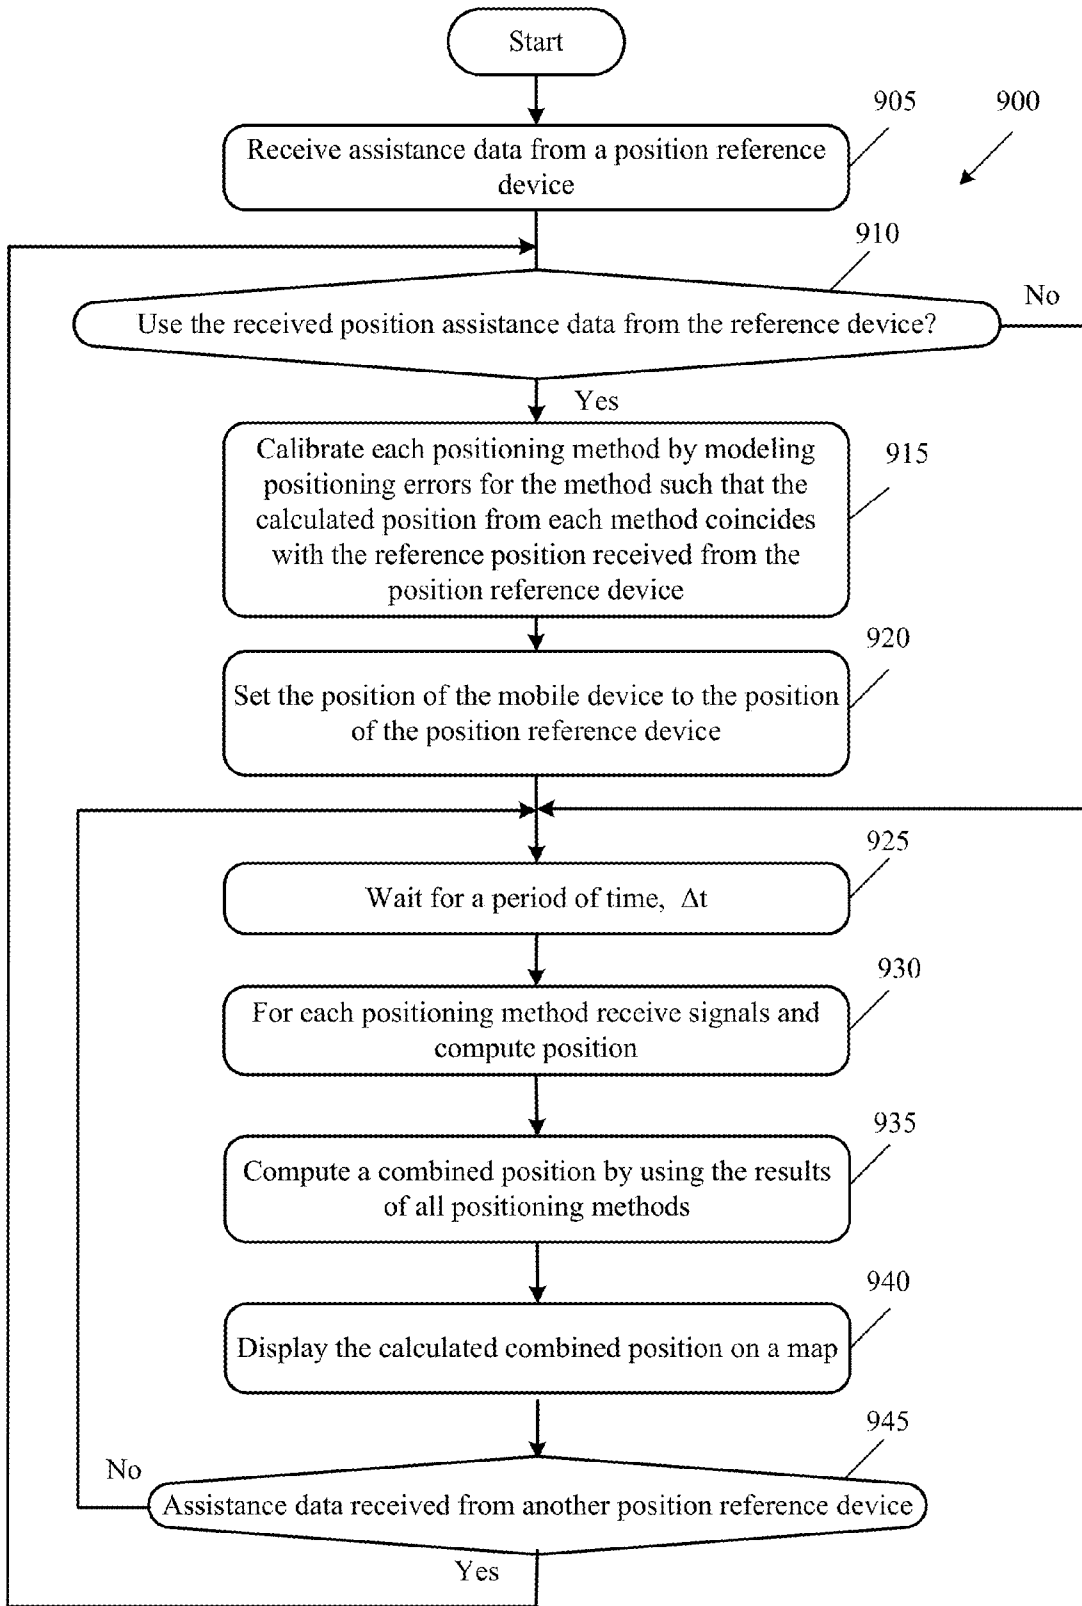 Start
905
900
Receive assistance data from a position reference
device
910
No
Use the received position assistance data from the reference device?
Yes
Calibrate each positioning method by modeling
positioning errors for the method such that the
calculated position from each method coincides
with the reference position received from the
position reference device
915
920
Set the position of the mobile device to the position
of the position reference device
925
Wait for a period of time, Δt
930
For each positioning method receive signals and
compute position
935
Compute a combined position by using the results
of all positioning methods
940
Display the calculated combined position on a map
945
No
Assistance data received from another position reference device
Yes